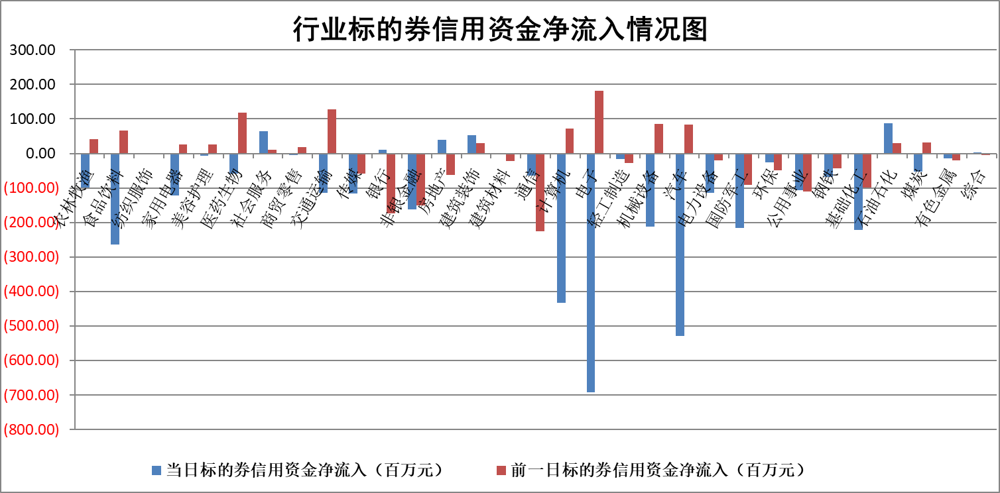 行业标的券信用资金净流入情况图
300.00
200.00
100.00
0.00
(100.00)
(200.00)
(300.00)
(400.00)
(500.00)
(600.00)
(700.00)
(800.00)
农林牧渔
食品饮料
纺织服饰
家用电器
美容护理
医药生物
社会服务
商贸零售
交通运输
传媒
银行
非银金融
房地产
建筑装饰
建筑材料
通信
计算机
电子
轻工制造
机械设备
汽车
电力设备
国防军工
环保
公用事业
钢铁
基础化工
石油石化
煤炭
有色金属
综合
当日标的券信用资金净流入（百万元）
前一日标的券信用资金净流入（百万元）